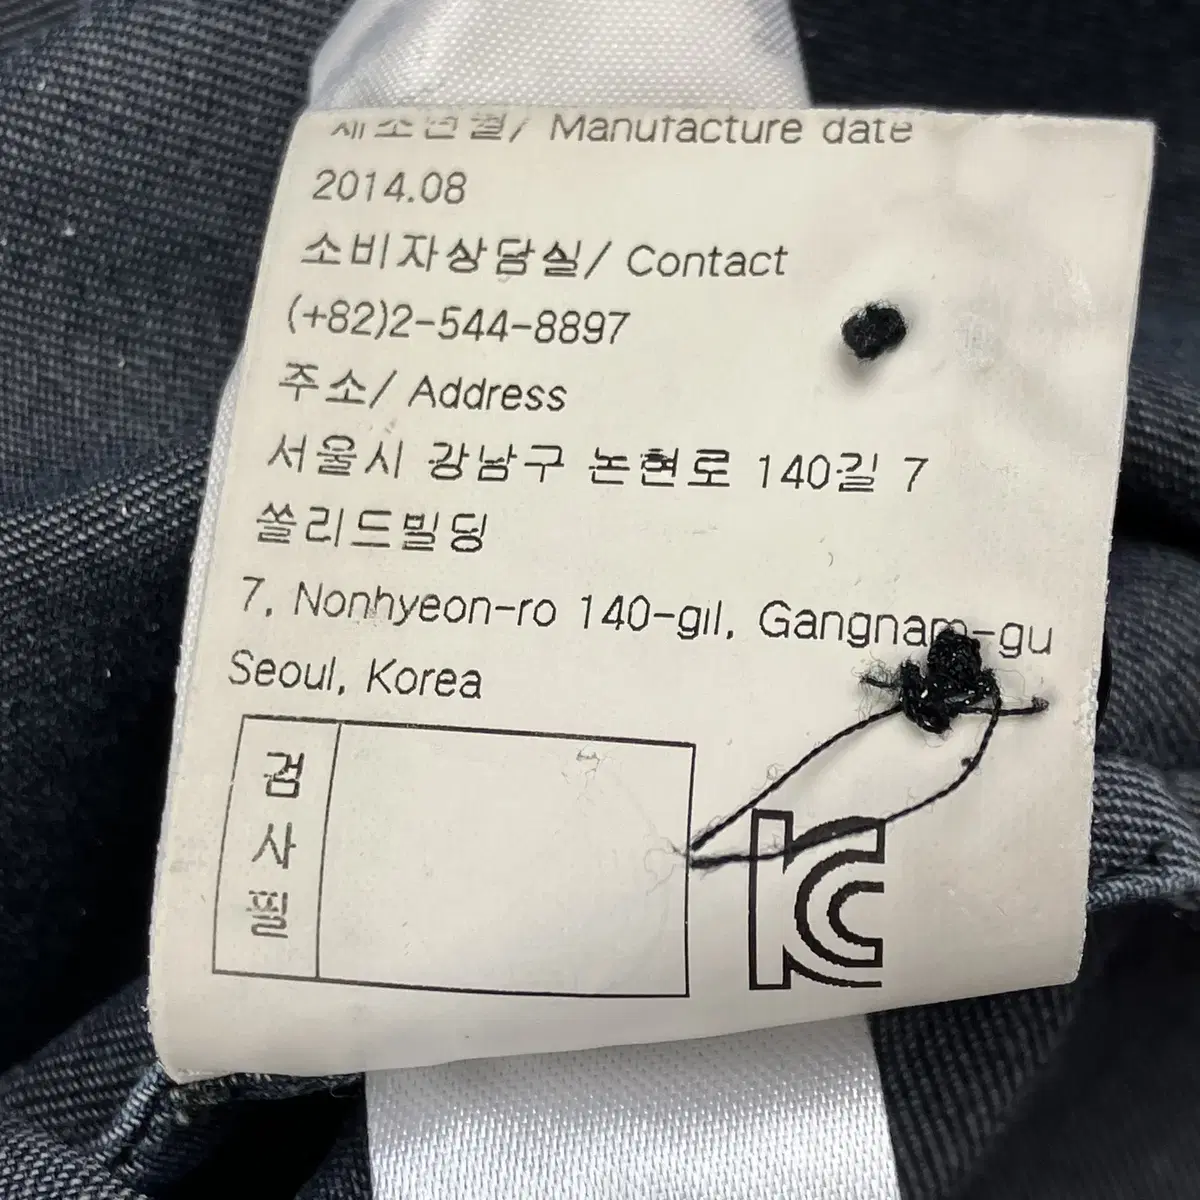 제조년월/ Manufacture date
2014.08
소비자상담실/ Contact
(+82)2-544-8897
주소/ Address
서울시 강남구 논현로 140길 7
쏠리드빌딩
7, Nonhyeon-ro 140-gil, Gangnam-gu
Seoul, Korea
검
사
필
KC